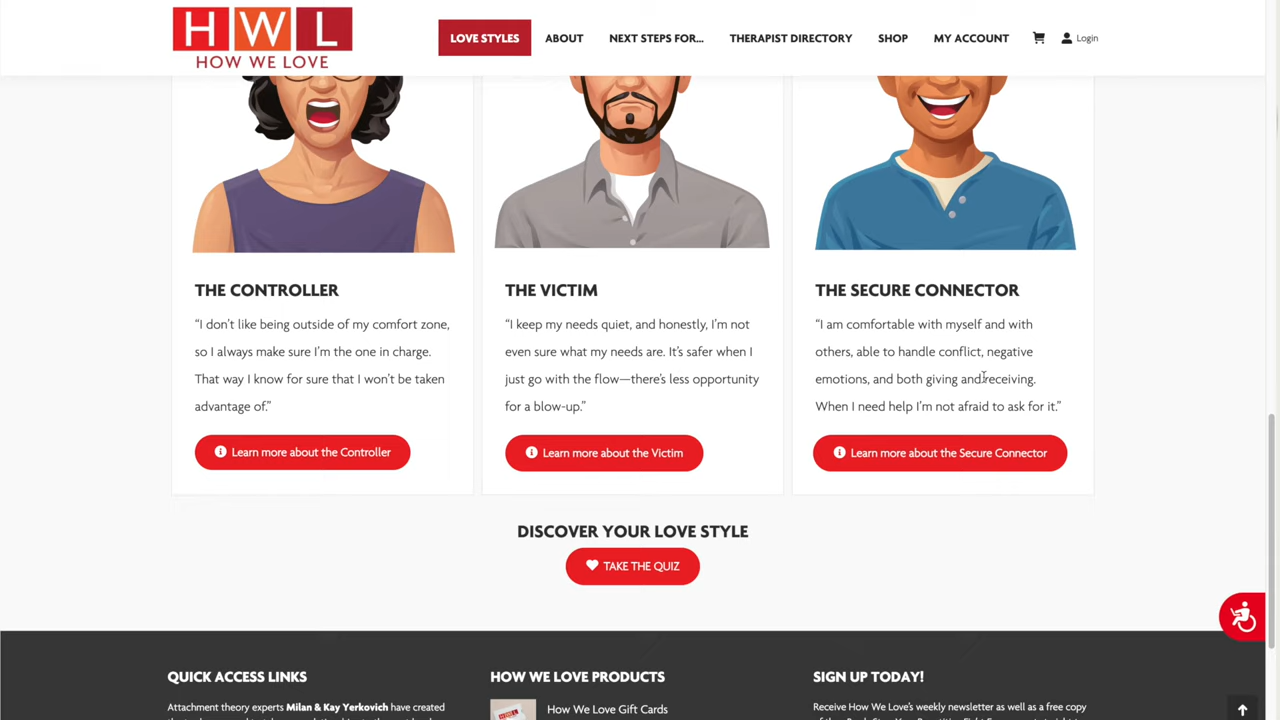 HWL
HOW WE LOVE
LOVE STYLES
ABOUT
NEXT STEPS FOR...
THERAPIST DIRECTORY
SHOP
MY ACCOUNT
Login
THE CONTROLLER
“I don’t like being outside of my comfort zone,
so I always make sure I’m the one in charge.
That way I know for sure that I won’t be taken
advantage of.”
Learn more about the Controller
THE VICTIM
“I keep my needs quiet, and honestly, I’m not
even sure what my needs are. It’s safer when I
just go with the flow—there’s less opportunity
for a blow-up.”
Learn more about the Victim
THE SECURE CONNECTOR
“I am comfortable with myself and with
others, able to handle conflict, negative
emotions, and both giving and receiving.
When I need help I’m not afraid to ask for it.”
Learn more about the Secure Connector
DISCOVER YOUR LOVE STYLE
TAKE THE QUIZ
QUICK ACCESS LINKS
Attachment theory experts Milan & Kay Yerkovich have created
HOW WE LOVE PRODUCTS
How We Love Gift Cards
SIGN UP TODAY!
Receive How We Love’s weekly newsletter as well as a free copy